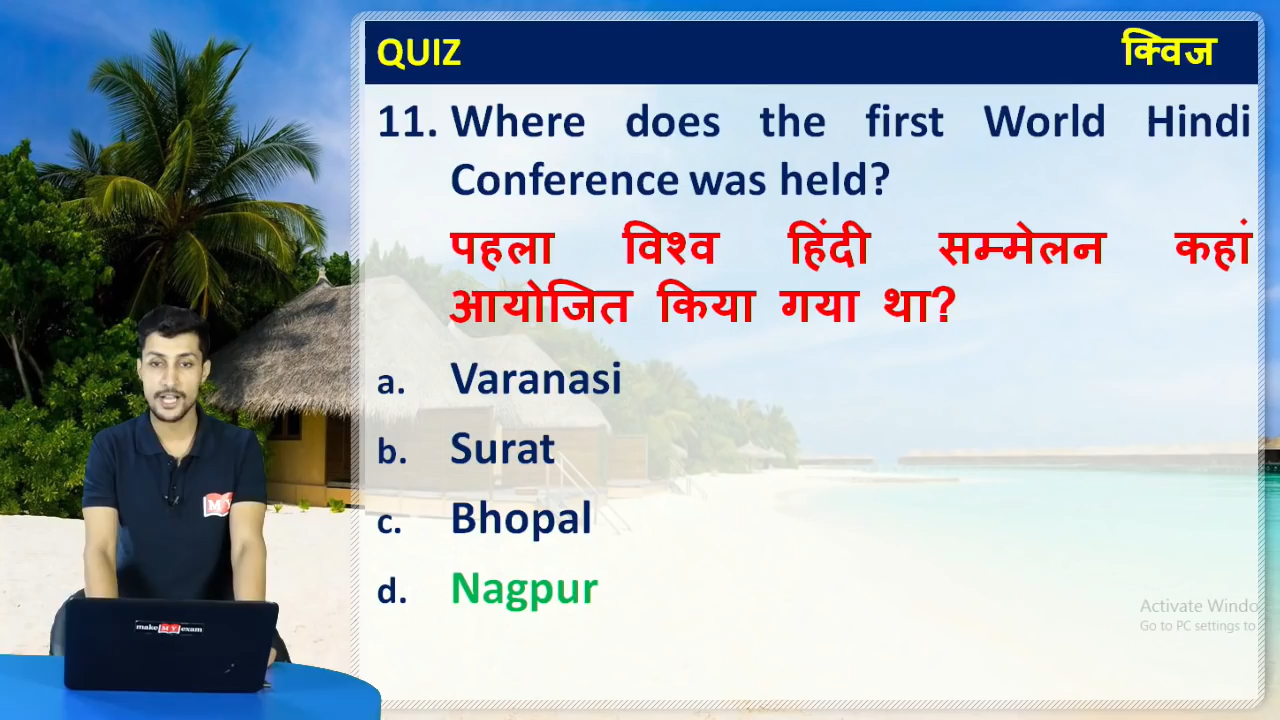 QUIZ क्विज
11. Where does the first World Hindi
Conference was held?
पहला विश्व हिंदी सम्मेलन कहां
आयोजित किया गया था?
a. Varanasi
b. Surat
c. Bhopal
d. Nagpur
MY
make MY exam
Activate Windo
Go to PC settings to